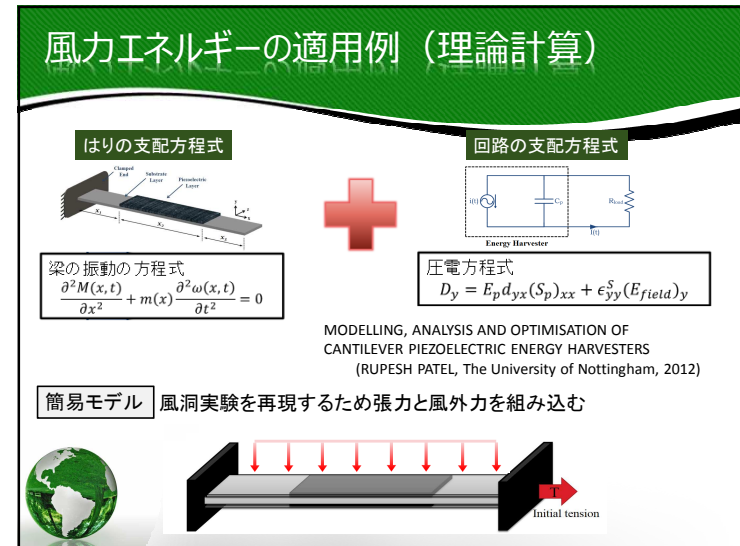 風力エネルギーの適用例（理論計算）
はりの支配方程式
Clamped
End
Substrate
Layer
Piezoelectric
Layer
y
z
x
x₁
x₂
x₃
梁の振動の方程式
∂²M(x,t)/∂x² + m(x) ∂²ω(x,t)/∂t² = 0
回路の支配方程式
i(t)
Cₚ
R_load
I(t)
Energy Harvester
圧電方程式
D_y = E_p d_yx (S_p)_xx + ϵ^S_yy (E_field)_y
MODELLING, ANALYSIS AND OPTIMISATION OF
CANTILEVER PIEZOELECTRIC ENERGY HARVESTERS
(RUPESH PATEL, The University of Nottingham, 2012)
簡易モデル 風洞実験を再現するため張力と風外力を組み込む
T
Initial tension